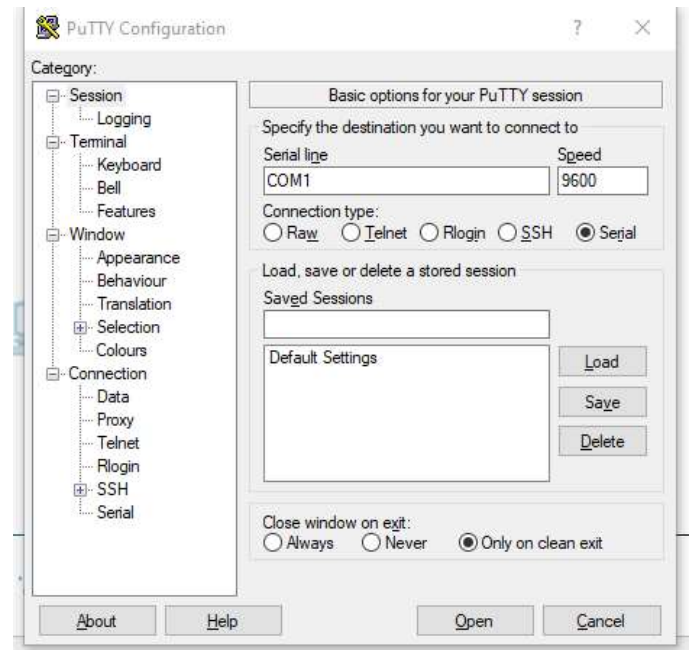 PuTTY Configuration ? ×
Category:
Session
Logging
Terminal
Keyboard
Bell
Features
Window
Appearance
Behaviour
Translation
Selection
Colours
Connection
Data
Proxy
Telnet
Rlogin
SSH
Serial
Basic options for your PuTTY session
Specify the destination you want to connect to
Serial line Speed
COM1 9600
Connection type:
Raw Telnet Rlogin SSH Serial
Load, save or delete a stored session
Saved Sessions
Default Settings
Load
Save
Delete
Close window on exit:
Always Never Only on clean exit
About Help Open Cancel